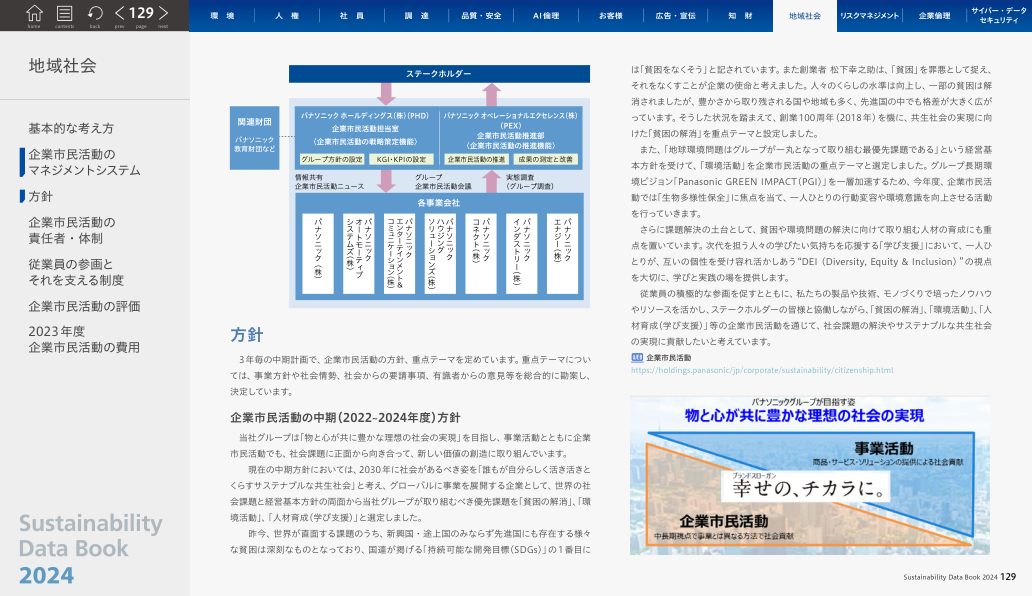 home contents back prev 129 page next
環　境
人　権
社　員
調　達
品質・安全
AI倫理
お客様
広告・宣伝
知　財
地域社会
リスクマネジメント
企業倫理
サイバー・データ
セキュリティ
地域社会
基本的な考え方
企業市民活動の
マネジメントシステム
方針
企業市民活動の
責任者・体制
従業員の参画と
それを支える制度
企業市民活動の評価
2023年度
企業市民活動の費用
Sustainability
Data Book
2024
ステークホルダー
関連財団
パナソニック
教育財団など
パナソニック ホールディングス(株)(PHD)
企業市民活動担当室
〈企業市民活動の戦略策定機能〉
グループ方針の設定
KGI・KPIの設定
パナソニック オペレーショナルエクセレンス(株)
(PEX)
企業市民活動推進部
〈企業市民活動の推進機能〉
企業市民活動の推進
成果の測定と改善
情報共有
企業市民活動ニュース
グループ
企業市民活動会議
実態調査
(グループ調査)
各事業会社
パナソニック（株）
パナソニック
オートモーティブ
システムズ（株）
パナソニック
エンターテインメント＆
コミュニケーション（株）
パナソニック
ハウジング
ソリューションズ（株）
パナソニック
コネクト（株）
パナソニック
インダストリー（株）
パナソニック
エナジー（株）
方針
3年毎の中期計画で、企業市民活動の方針、重点テーマを定めています。重点テーマについ
ては、事業方針や社会情勢、社会からの要請事項、有識者からの意見等を総合的に勘案し、
決定しています。
企業市民活動の中期（2022-2024年度）方針
当社グループは「物と心が共に豊かな理想の社会の実現」を目指し、事業活動とともに企業
市民活動でも、社会課題に正面から向き合って、新しい価値の創造に取り組んでいます。
現在の中期方針においては、2030年に社会があるべき姿を「誰もが自分らしく活き活きと
くらすサステナブルな共生社会」と考え、グローバルに事業を展開する企業として、世界の社
会課題と経営基本方針の両面から当社グループが取り組むべき優先課題を「貧困の解消」、「環
境活動」、「人材育成（学び支援）」と選定しました。
昨今、世界が直面する課題のうち、新興国・途上国のみならず先進国にも存在する様々
な貧困は深刻なものとなっており、国連が掲げる「持続可能な開発目標（SDGs）」の1番目に
は「貧困をなくそう」と記されています。また創業者 松下幸之助は、「貧困」を罪悪として捉え、
それをなくすことが企業の使命と考えました。人々のくらしの水準は向上し、一部の貧困は解
消されましたが、豊かさから取り残される国や地域も多く、先進国の中でも格差が大きく広が
っています。そうした状況を踏まえて、創業100周年（2018年）を機に、共生社会の実現に向
けた「貧困の解消」を重点テーマと設定しました。
また、「地球環境問題はグループが一丸となって取り組む最優先課題である」という経営基
本方針を受けて、「環境活動」を企業市民活動の重点テーマと選定しました。グループ長期環
境ビジョン「Panasonic GREEN IMPACT（PGI）」を一層加速するため、今年度、企業市民活
動では「生物多様性保全」に焦点を当て、一人ひとりの行動変容や環境意識を向上させる活動
を行っていきます。
さらに課題解決の土台として、貧困や環境問題の解決に向けて取り組む人材の育成にも重
点を置いています。次代を担う人々の学びたい気持ちを応援する「学び支援」において、一人ひ
とりが、互いの個性を受け容れ活かしあう“DEI（Diversity, Equity & Inclusion）”の視点
を大切に、学びと実践の場を提供します。
従業員の積極的な参画を促すとともに、私たちの製品や技術、モノづくりで培ったノウハウ
やリソースを活かし、ステークホルダーの皆様と協働しながら、「貧困の解消」、「環境活動」、「人
材育成（学び支援）」等の企業市民活動を通じて、社会課題の解決やサステナブルな共生社会
の実現に貢献したいと考えています。
WEB 企業市民活動
https://holdings.panasonic/jp/corporate/sustainability/citizenship.html
パナソニックグループが目指す姿
物と心が共に豊かな理想の社会の実現
事業活動
商品・サービス・ソリューションの提供による社会貢献
ブランドスローガン
幸せの、チカラに。
企業市民活動
中長期視点で事業とは異なる方法で社会貢献
Sustainability Data Book 2024 129